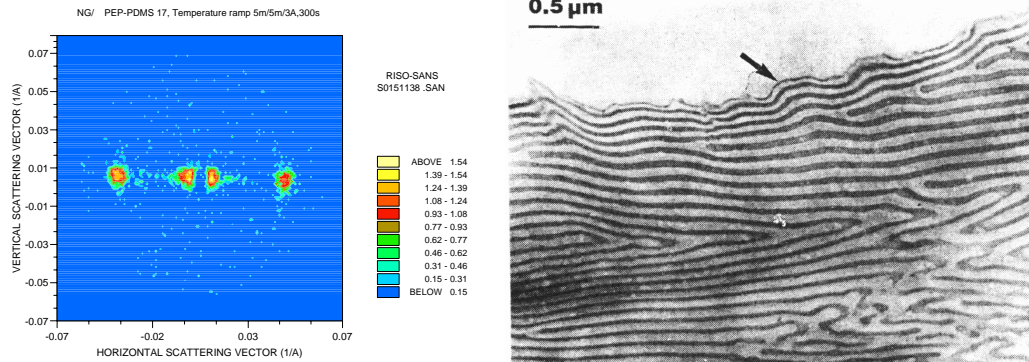 NG/ PEP-PDMS 17, Temperature ramp 5m/5m/3A,300s
0.07
0.05
0.03
0.01
-0.01
-0.03
-0.05
-0.07
VERTICAL SCATTERING VECTOR (1/A)
-0.07
-0.02
0.03
0.07
HORIZONTAL SCATTERING VECTOR (1/A)
RISO-SANS
S0151138 .SAN
ABOVE 1.54
1.39 - 1.54
1.24 - 1.39
1.08 - 1.24
0.93 - 1.08
0.77 - 0.93
0.62 - 0.77
0.46 - 0.62
0.31 - 0.46
0.15 - 0.31
BELOW 0.15
0.5 μm